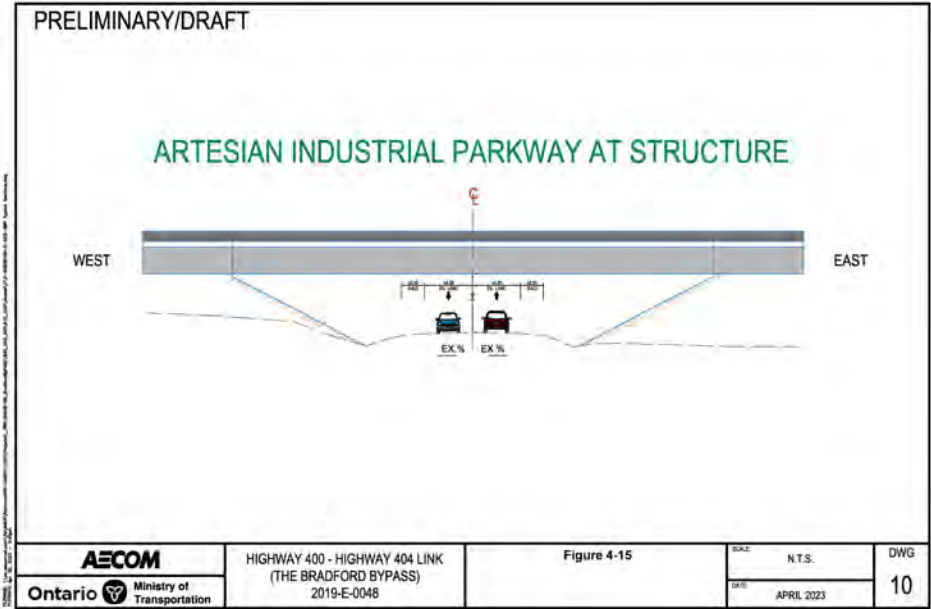 PRELIMINARY/DRAFT
ARTESIAN INDUSTRIAL PARKWAY AT STRUCTURE
℄
WEST
EAST
EX.% EX %
AECOM
Ontario Ministry of
Transportation
HIGHWAY 400 - HIGHWAY 404 LINK
(THE BRADFORD BYPASS)
2019-E-0048
Figure 4-15
SCALE
N.T.S.
DATE
APRIL 2023
DWG
10